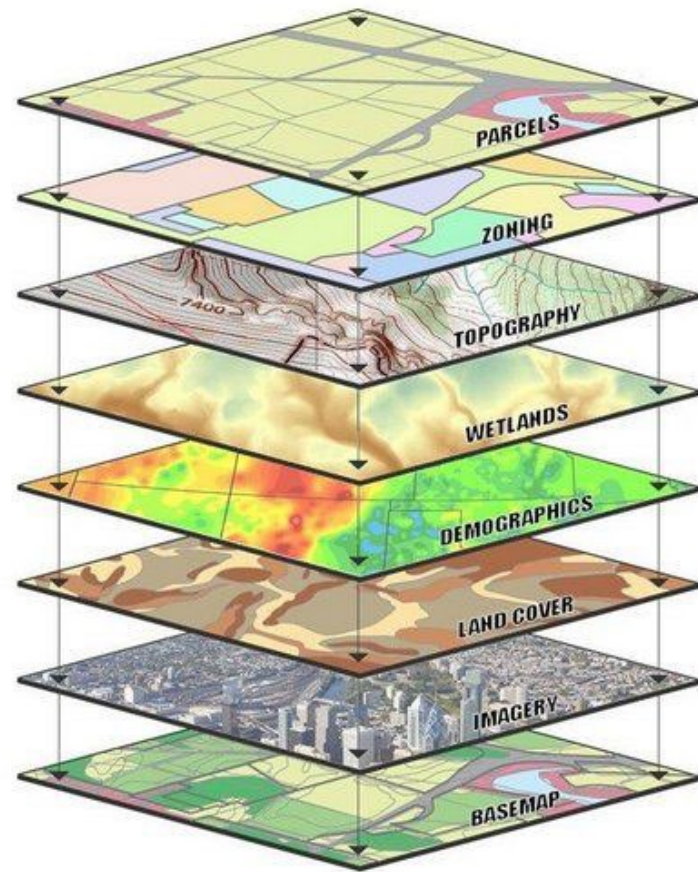 PARCELS
ZONING
7400
TOPOGRAPHY
WETLANDS
DEMOGRAPHICS
LAND COVER
IMAGERY
BASEMAP